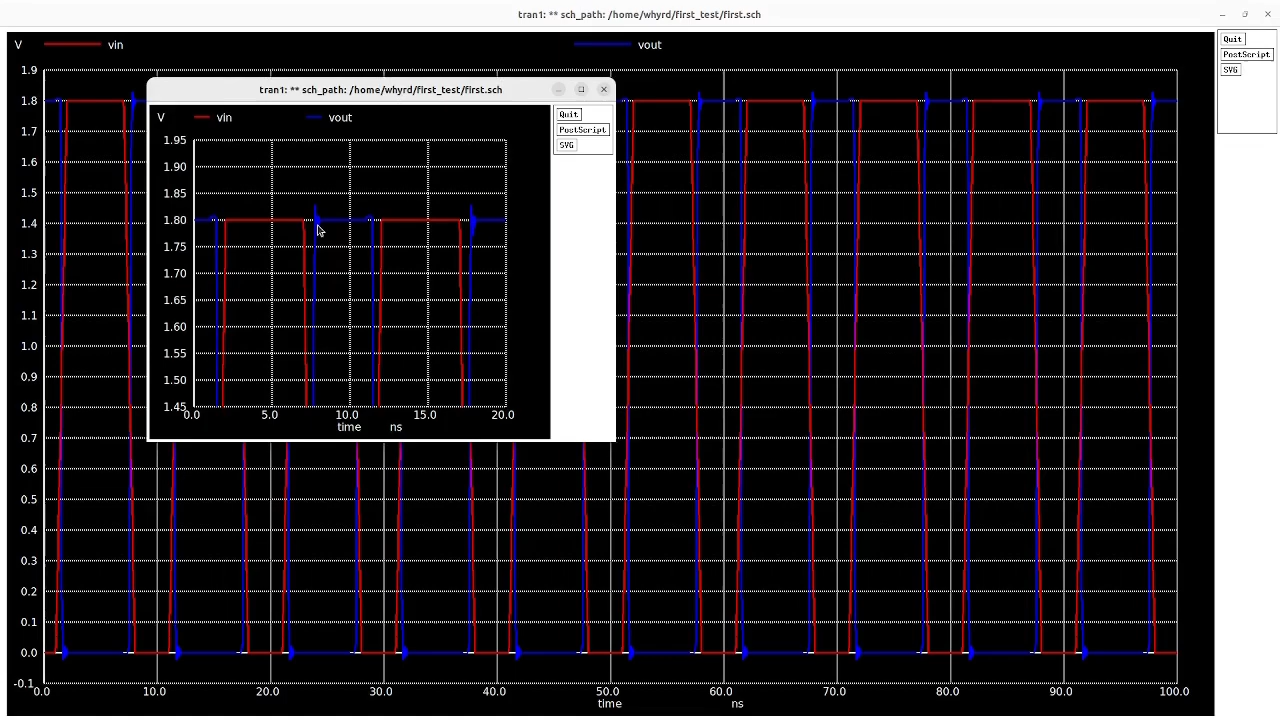 tran1: ** sch_path: /home/whyrd/first_test/first.sch
Quit
PostScript
SVG
V vin vout
1.9
1.8
1.7
1.6
1.5
1.4
1.3
1.2
1.1
1.0
0.9
0.8
0.7
0.6
0.5
0.4
0.3
0.2
0.1
0.0
-0.1
0.0 10.0 20.0 30.0 40.0 50.0 60.0 70.0 80.0 90.0 100.0
time ns
tran1: ** sch_path: /home/whyrd/first_test/first.sch
Quit
PostScript
SVG
V vin vout
1.95
1.90
1.85
1.80
1.75
1.70
1.65
1.60
1.55
1.50
1.45
0.0 5.0 10.0 15.0 20.0
time ns